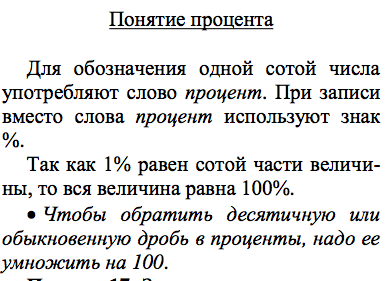 Понятие процента
Для обозначения одной сотой числа
употребляют слово процент. При записи
вместо слова процент используют знак
%.
Так как 1% равен сотой части величи-
ны, то вся величина равна 100%.
• Чтобы обратить десятичную или
обыкновенную дробь в проценты, надо ее
умножить на 100.